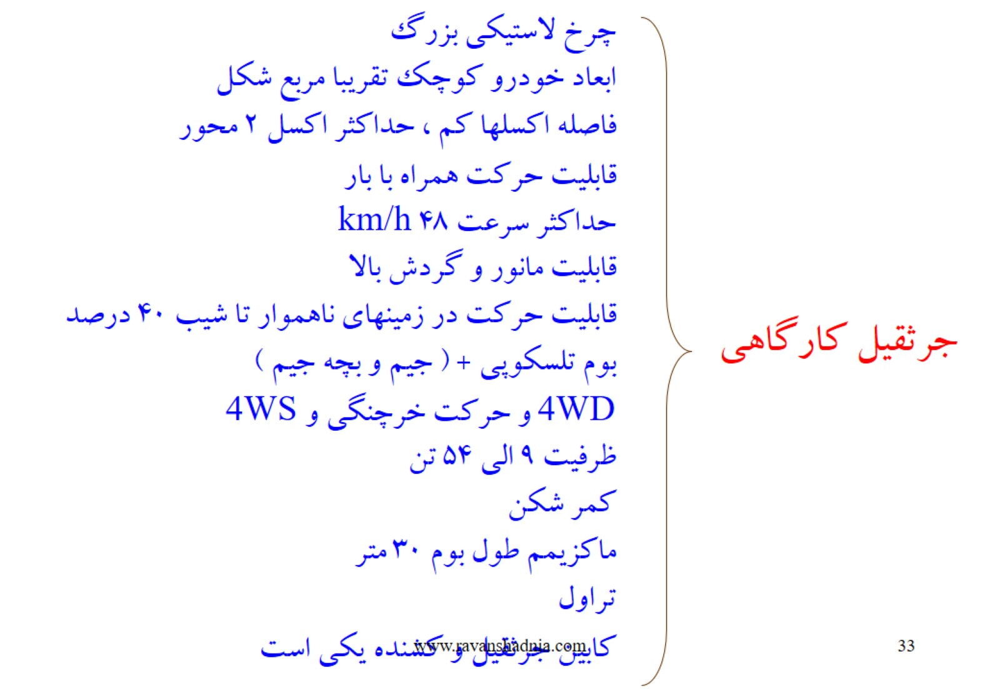 جرثقیل کارگاهی
چرخ لاستیکی بزرگ
ابعاد خودرو کوچک تقریبا مربع شکل
فاصله اکسلها کم ، حداکثر اکسل ۲ محور
قابلیت حرکت همراه با بار
حداکثر سرعت ۴۸ km/h
قابلیت مانور و گردش بالا
قابلیت حرکت در زمینهای ناهموار تا شیب ۴۰ درصد
بوم تلسکوپی + ( جیم و بچه جیم )
4WD و حرکت خرچنگی و 4WS
ظرفیت ۹ الی ۵۴ تن
کمر شکن
ماکزیمم طول بوم ۳۰ متر
تراول
کابین جرثقیل و کشنده یکی است
www.ravanshadnia.com
33